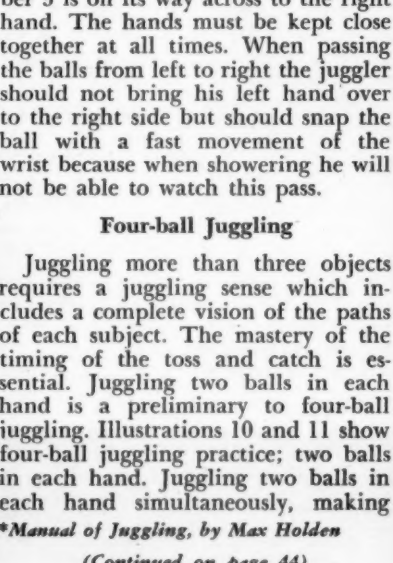 ber 3 is on its way across to the right
hand. The hands must be kept close
together at all times. When passing
the balls from left to right the juggler
should not bring his left hand over
to the right side but should snap the
ball with a fast movement of the
wrist because when showering he will
not be able to watch this pass.
Four-ball Juggling
Juggling more than three objects
requires a juggling sense which in-
cludes a complete vision of the paths
of each subject. The mastery of the
timing of the toss and catch is es-
sential. Juggling two balls in each
hand is a preliminary to four-ball
juggling. Illustrations 10 and 11 show
four-ball juggling practice; two balls
in each hand. Juggling two balls in
each hand simultaneously, making
*Manual of Juggling, by Max Holden
(Continued on page 44)